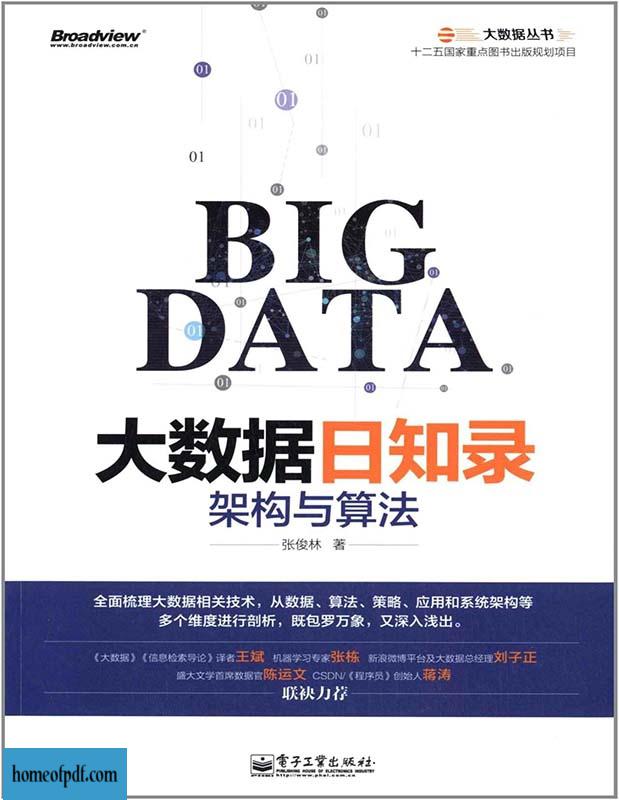 Broadview®
www.broadview.com.cn
大数据丛书
十二五国家重点图书出版规划项目
01
01
01
01
01
01
01
BIG
01
DATA
01
01
01
01
大数据日知录
架构与算法
张俊林 著
全面梳理大数据相关技术，从数据、算法、策略、应用和系统架构等
多个维度进行剖析，既包罗万象，又深入浅出。
《大数据》《信息检索导论》译者王斌 机器学习专家张栋 新浪微博平台及大数据总经理刘子正
盛大文学首席数据官陈运文 CSDN/《程序员》创始人蒋涛
联袂力荐
電子工業出版社·
PUBLISHING HOUSE OF ELECTRONICS INDUSTRY
http://www.phei.com.cn
homeofpdf.com